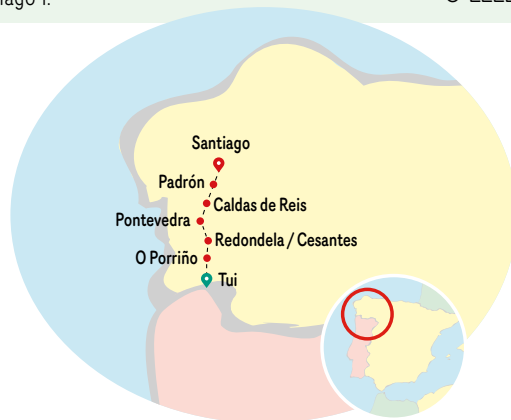 Santiago
Padrón
Caldas de Reis
Pontevedra
Redondela / Cesantes
O Porriño
Tui